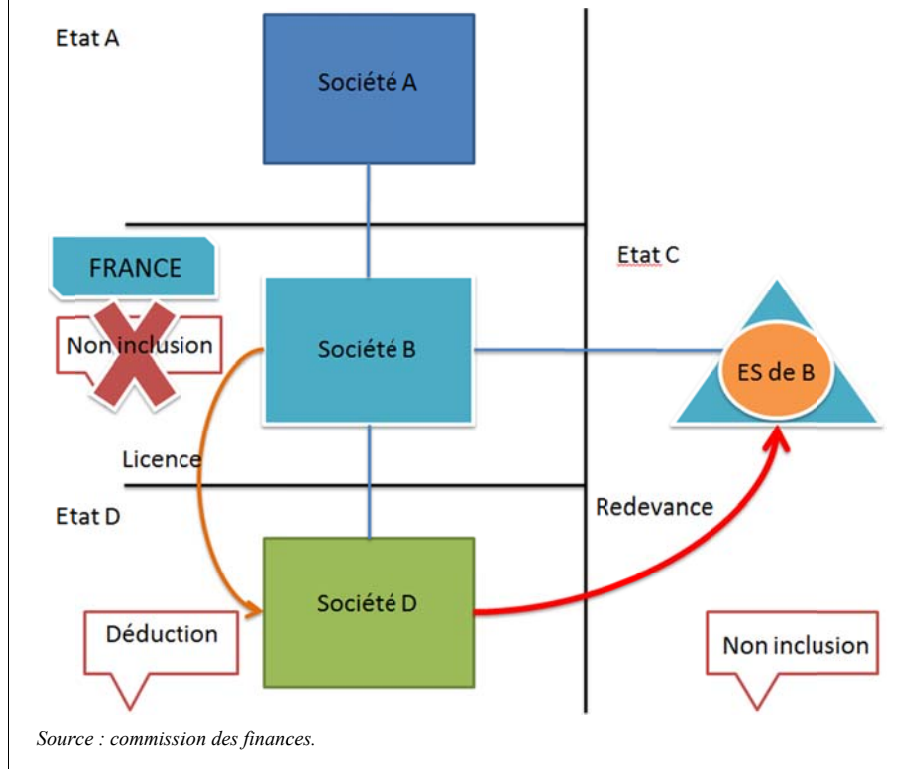 Etat A
Société A
Etat C
FRANCE
Non inclusion
Société B
ES de B
Licence
Etat D
Redevance
Société D
Déduction
Non inclusion
Source : commission des finances.